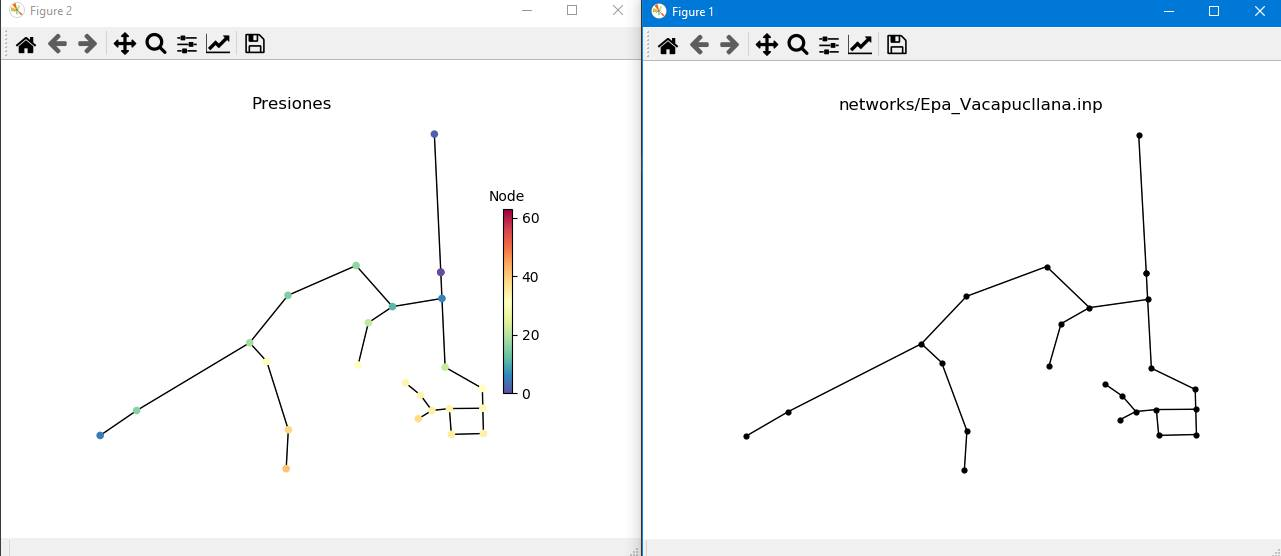 Figure 2
Presiones
Node
60
40
20
0
Figure 1
networks/Epa_Vacapucllana.inp